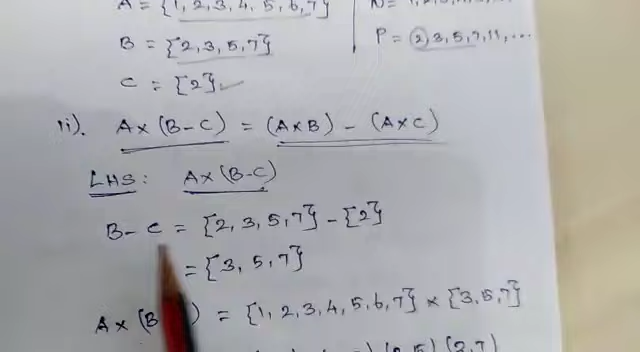 A = {1, 2, 3, 4, 5, 6, 7}
B = {2, 3, 5, 7}
P = 2, 3, 5, 7, 11, ...
C = {2}
ii). A × (B – C) = (A×B) – (A×C)
LHS : A×(B-C)
B – C = {2, 3, 5, 7} – {2}
= {3, 5, 7}
A × (B ) = {1, 2, 3, 4, 5, 6, 7} × {3, 5, 7}